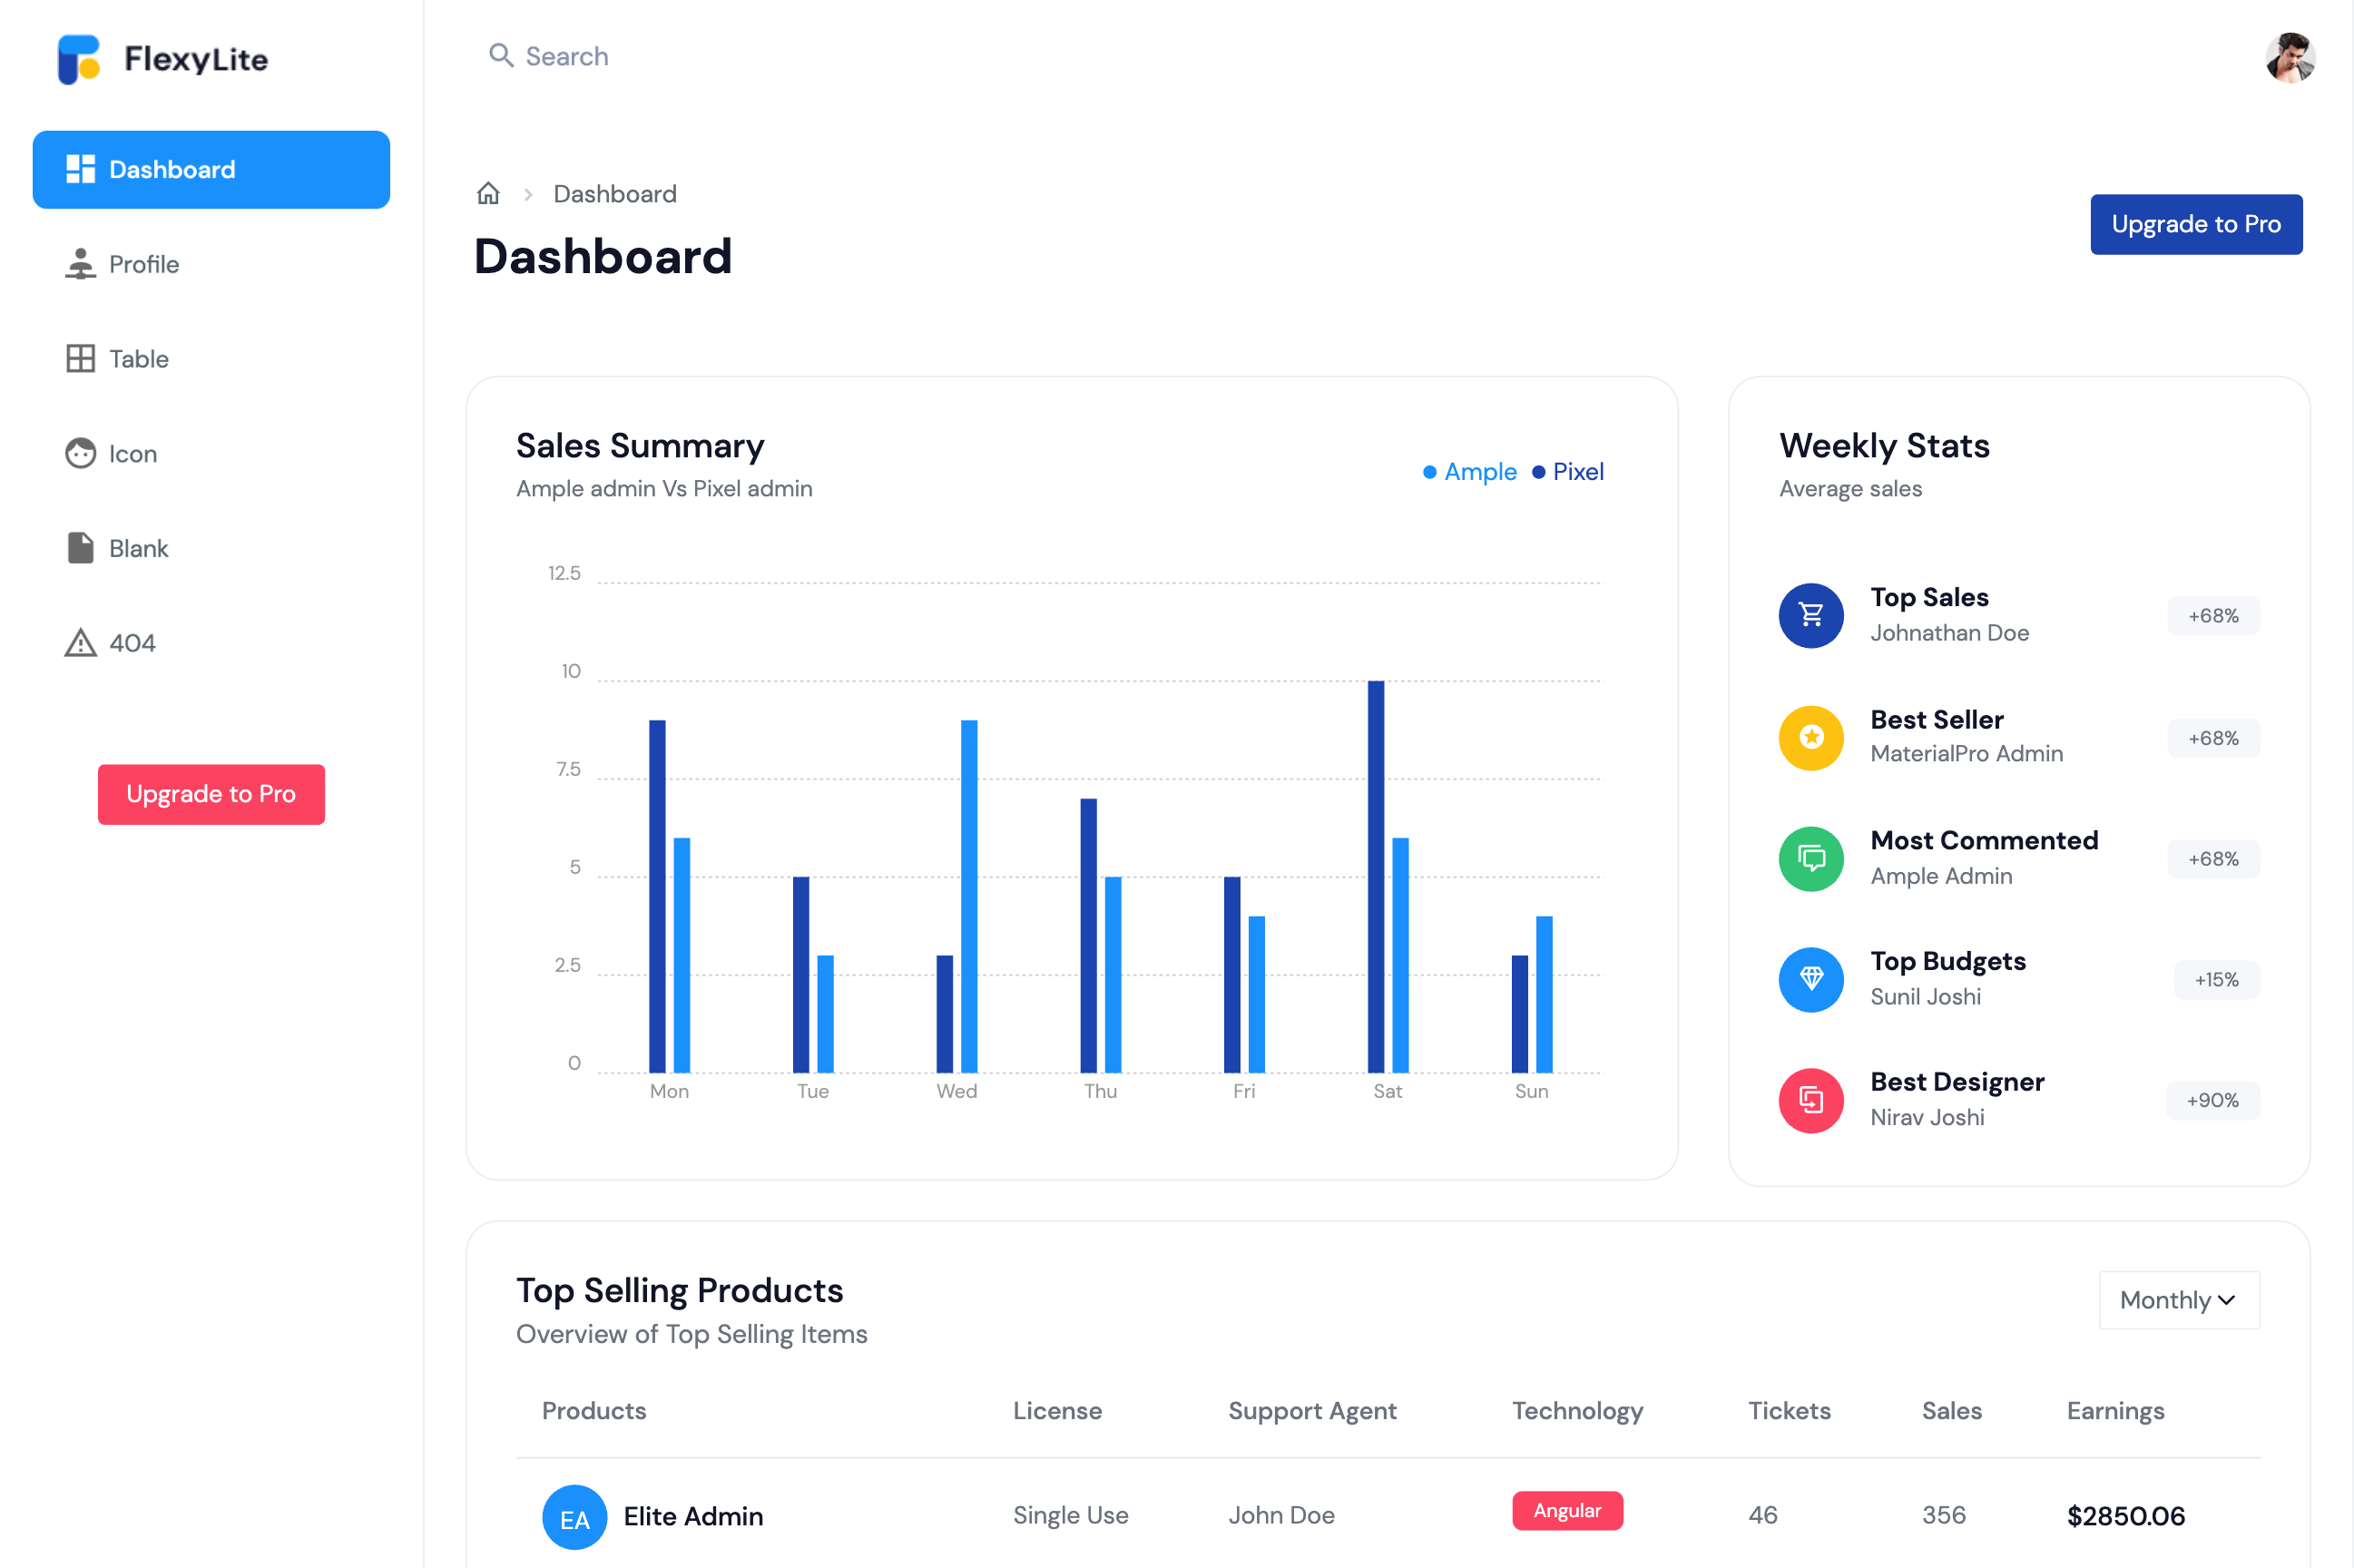 FlexyLite
Search
Dashboard
Profile
Table
Icon
Blank
404
Upgrade to Pro
Dashboard
Dashboard
Upgrade to Pro
Sales Summary
Ample admin Vs Pixel admin
Ample Pixel
12.5
10
7.5
5
2.5
0
Mon Tue Wed Thu Fri Sat Sun
Weekly Stats
Average sales
Top Sales
Johnathan Doe
+68%
Best Seller
MaterialPro Admin
+68%
Most Commented
Ample Admin
+68%
Top Budgets
Sunil Joshi
+15%
Best Designer
Nirav Joshi
+90%
Top Selling Products
Overview of Top Selling Items
Monthly
Products License Support Agent Technology Tickets Sales Earnings
EA Elite Admin Single Use John Doe Angular 46 356 $2850.06